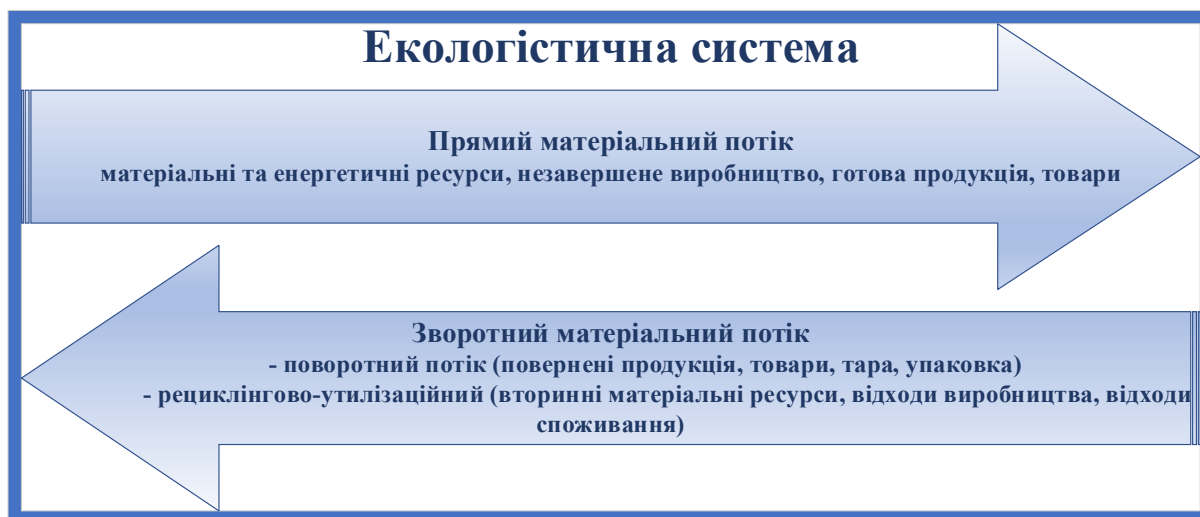 Екологістична система
Прямий матеріальний потік
матеріальні та енергетичні ресурси, незавершене виробництво, готова продукція, товари
Зворотний матеріальний потік
- поворотний потік (повернені продукція, товари, тара, упаковка)
- рециклінгово-утилізаційний (вторинні матеріальні ресурси, відходи виробництва, відходи
споживання)